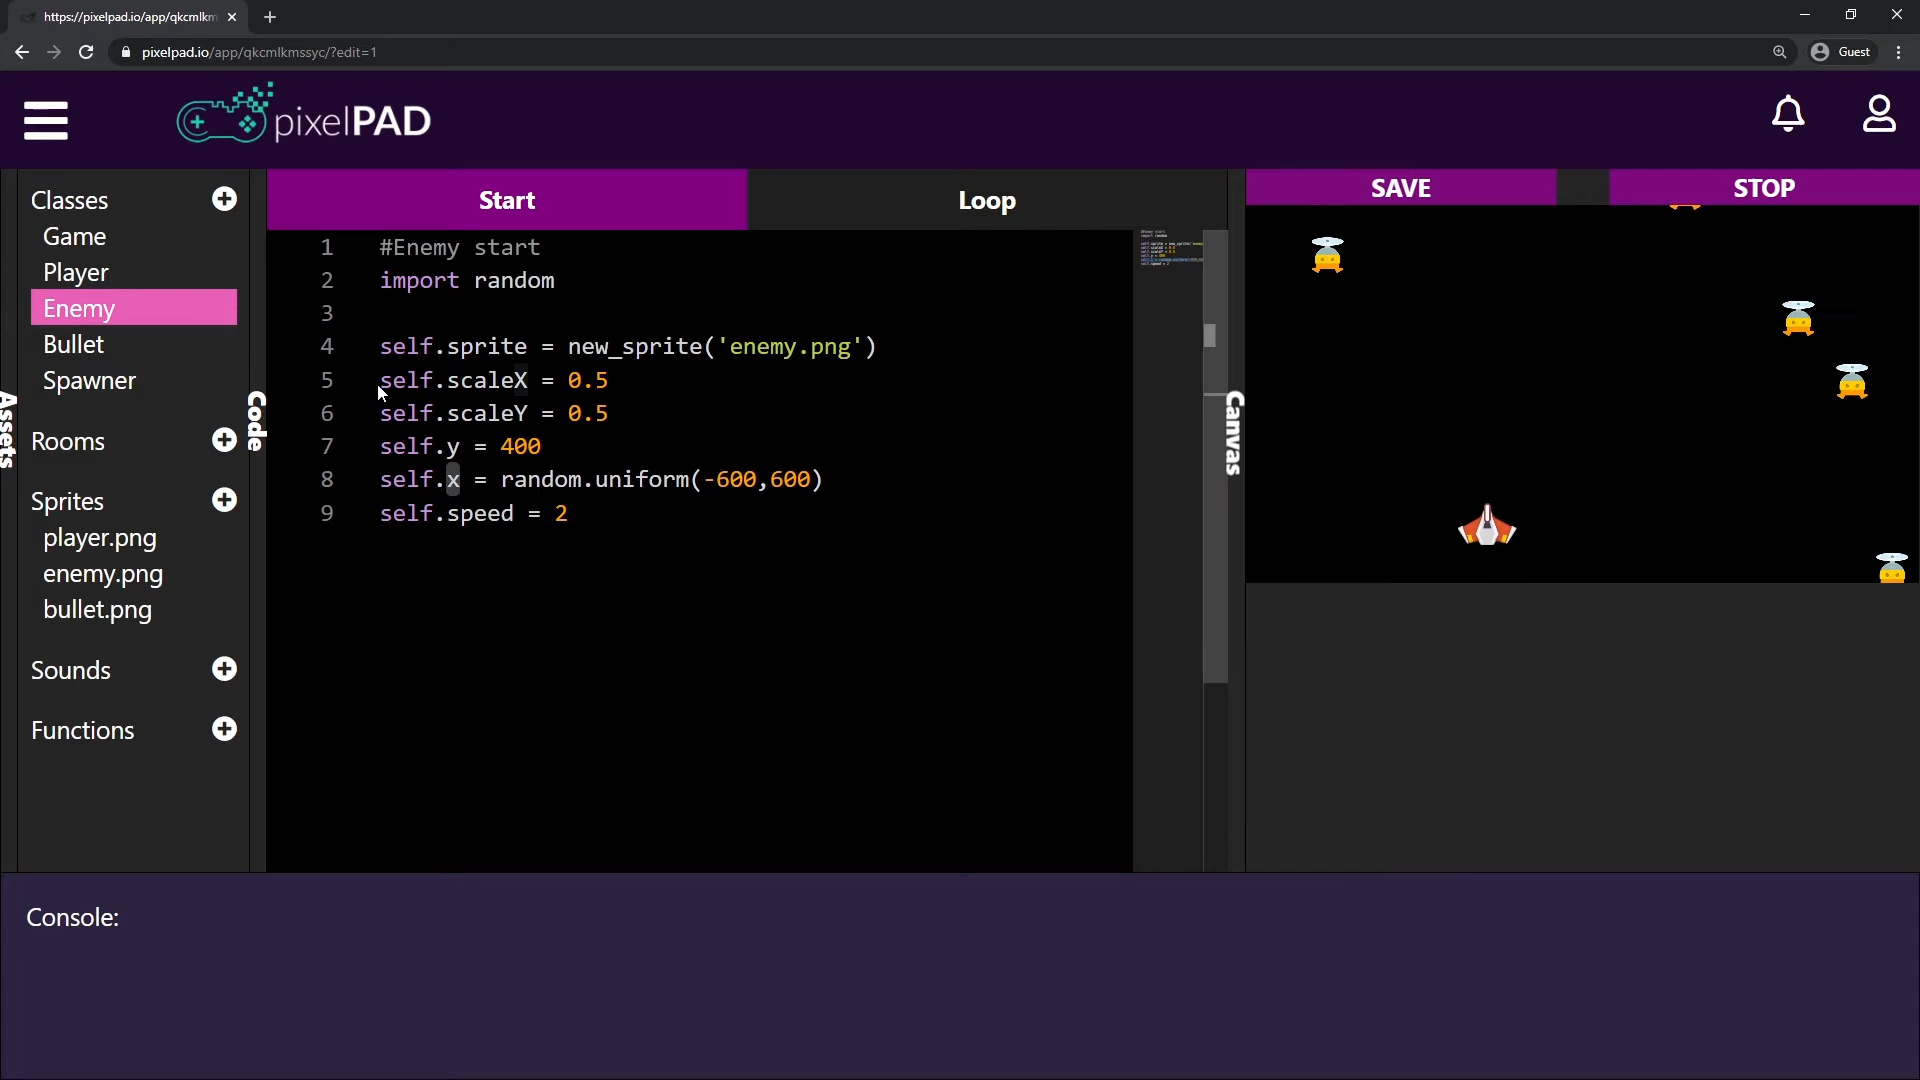 https://pixelpad.io/app/qkcmlkm
pixelpad.io/app/qkcmlkmssyc/?edit=1
Guest
pixelPAD
Classes
Game
Player
Enemy
Bullet
Spawner
Rooms
Sprites
player.png
enemy.png
bullet.png
Sounds
Functions
Assets
Code
Start
Loop
1 #Enemy start
2 import random
3
4 self.sprite = new_sprite('enemy.png')
5 self.scaleX = 0.5
6 self.scaleY = 0.5
7 self.y = 400
8 self.x = random.uniform(-600,600)
9 self.speed = 2
Canvas
SAVE
STOP
Console: